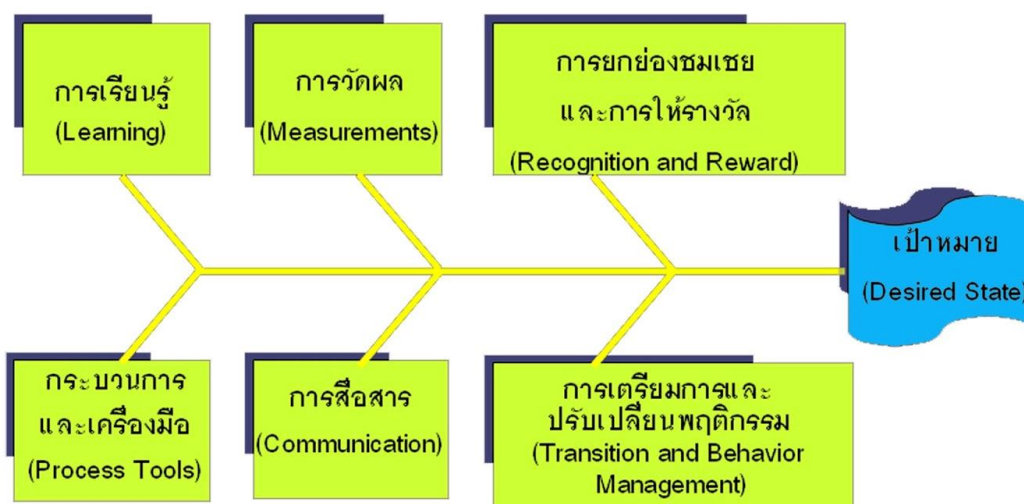 การเรียนรู้
(Learning)
การวัดผล
(Measurements)
การยกย่องชมเชย
และการให้รางวัล
(Recognition and Reward)
เป้าหมาย
(Desired State)
กระบวนการ
และเครื่องมือ
(Process Tools)
การสื่อสาร
(Communication)
การเตรียมการและ
ปรับเปลี่ยนพฤติกรรม
(Transition and Behavior
Management)